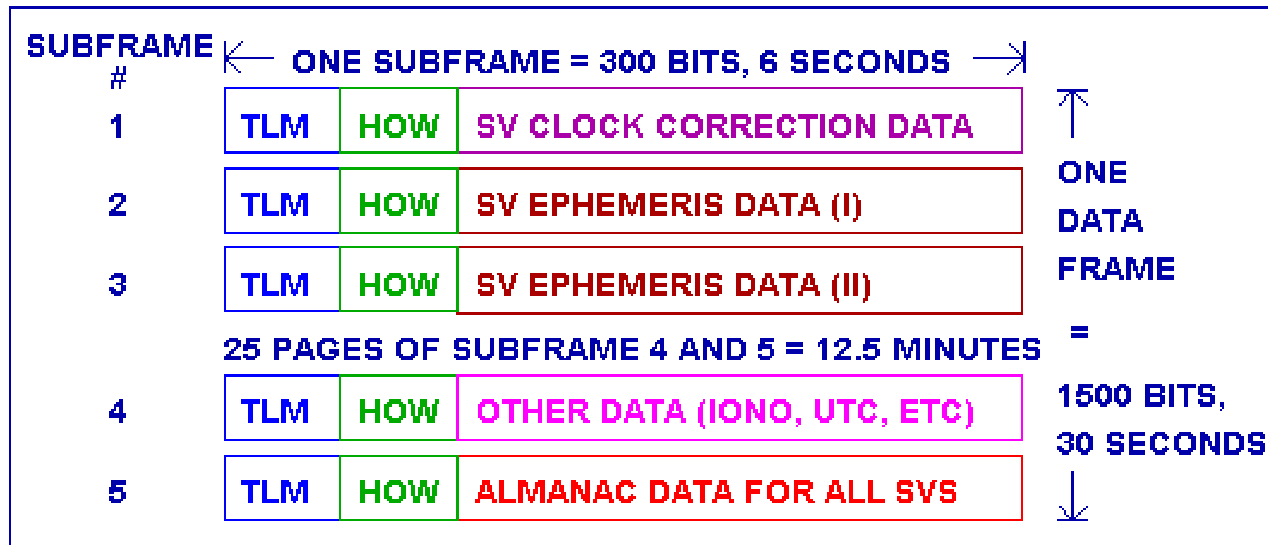 SUBFRAME
#
ONE SUBFRAME = 300 BITS, 6 SECONDS
1
TLM
HOW
SV CLOCK CORRECTION DATA
2
TLM
HOW
SV EPHEMERIS DATA (I)
3
TLM
HOW
SV EPHEMERIS DATA (II)
25 PAGES OF SUBFRAME 4 AND 5 = 12.5 MINUTES
4
TLM
HOW
OTHER DATA (IONO, UTC, ETC)
5
TLM
HOW
ALMANAC DATA FOR ALL SVS
ONE
DATA
FRAME
=
1500 BITS,
30 SECONDS